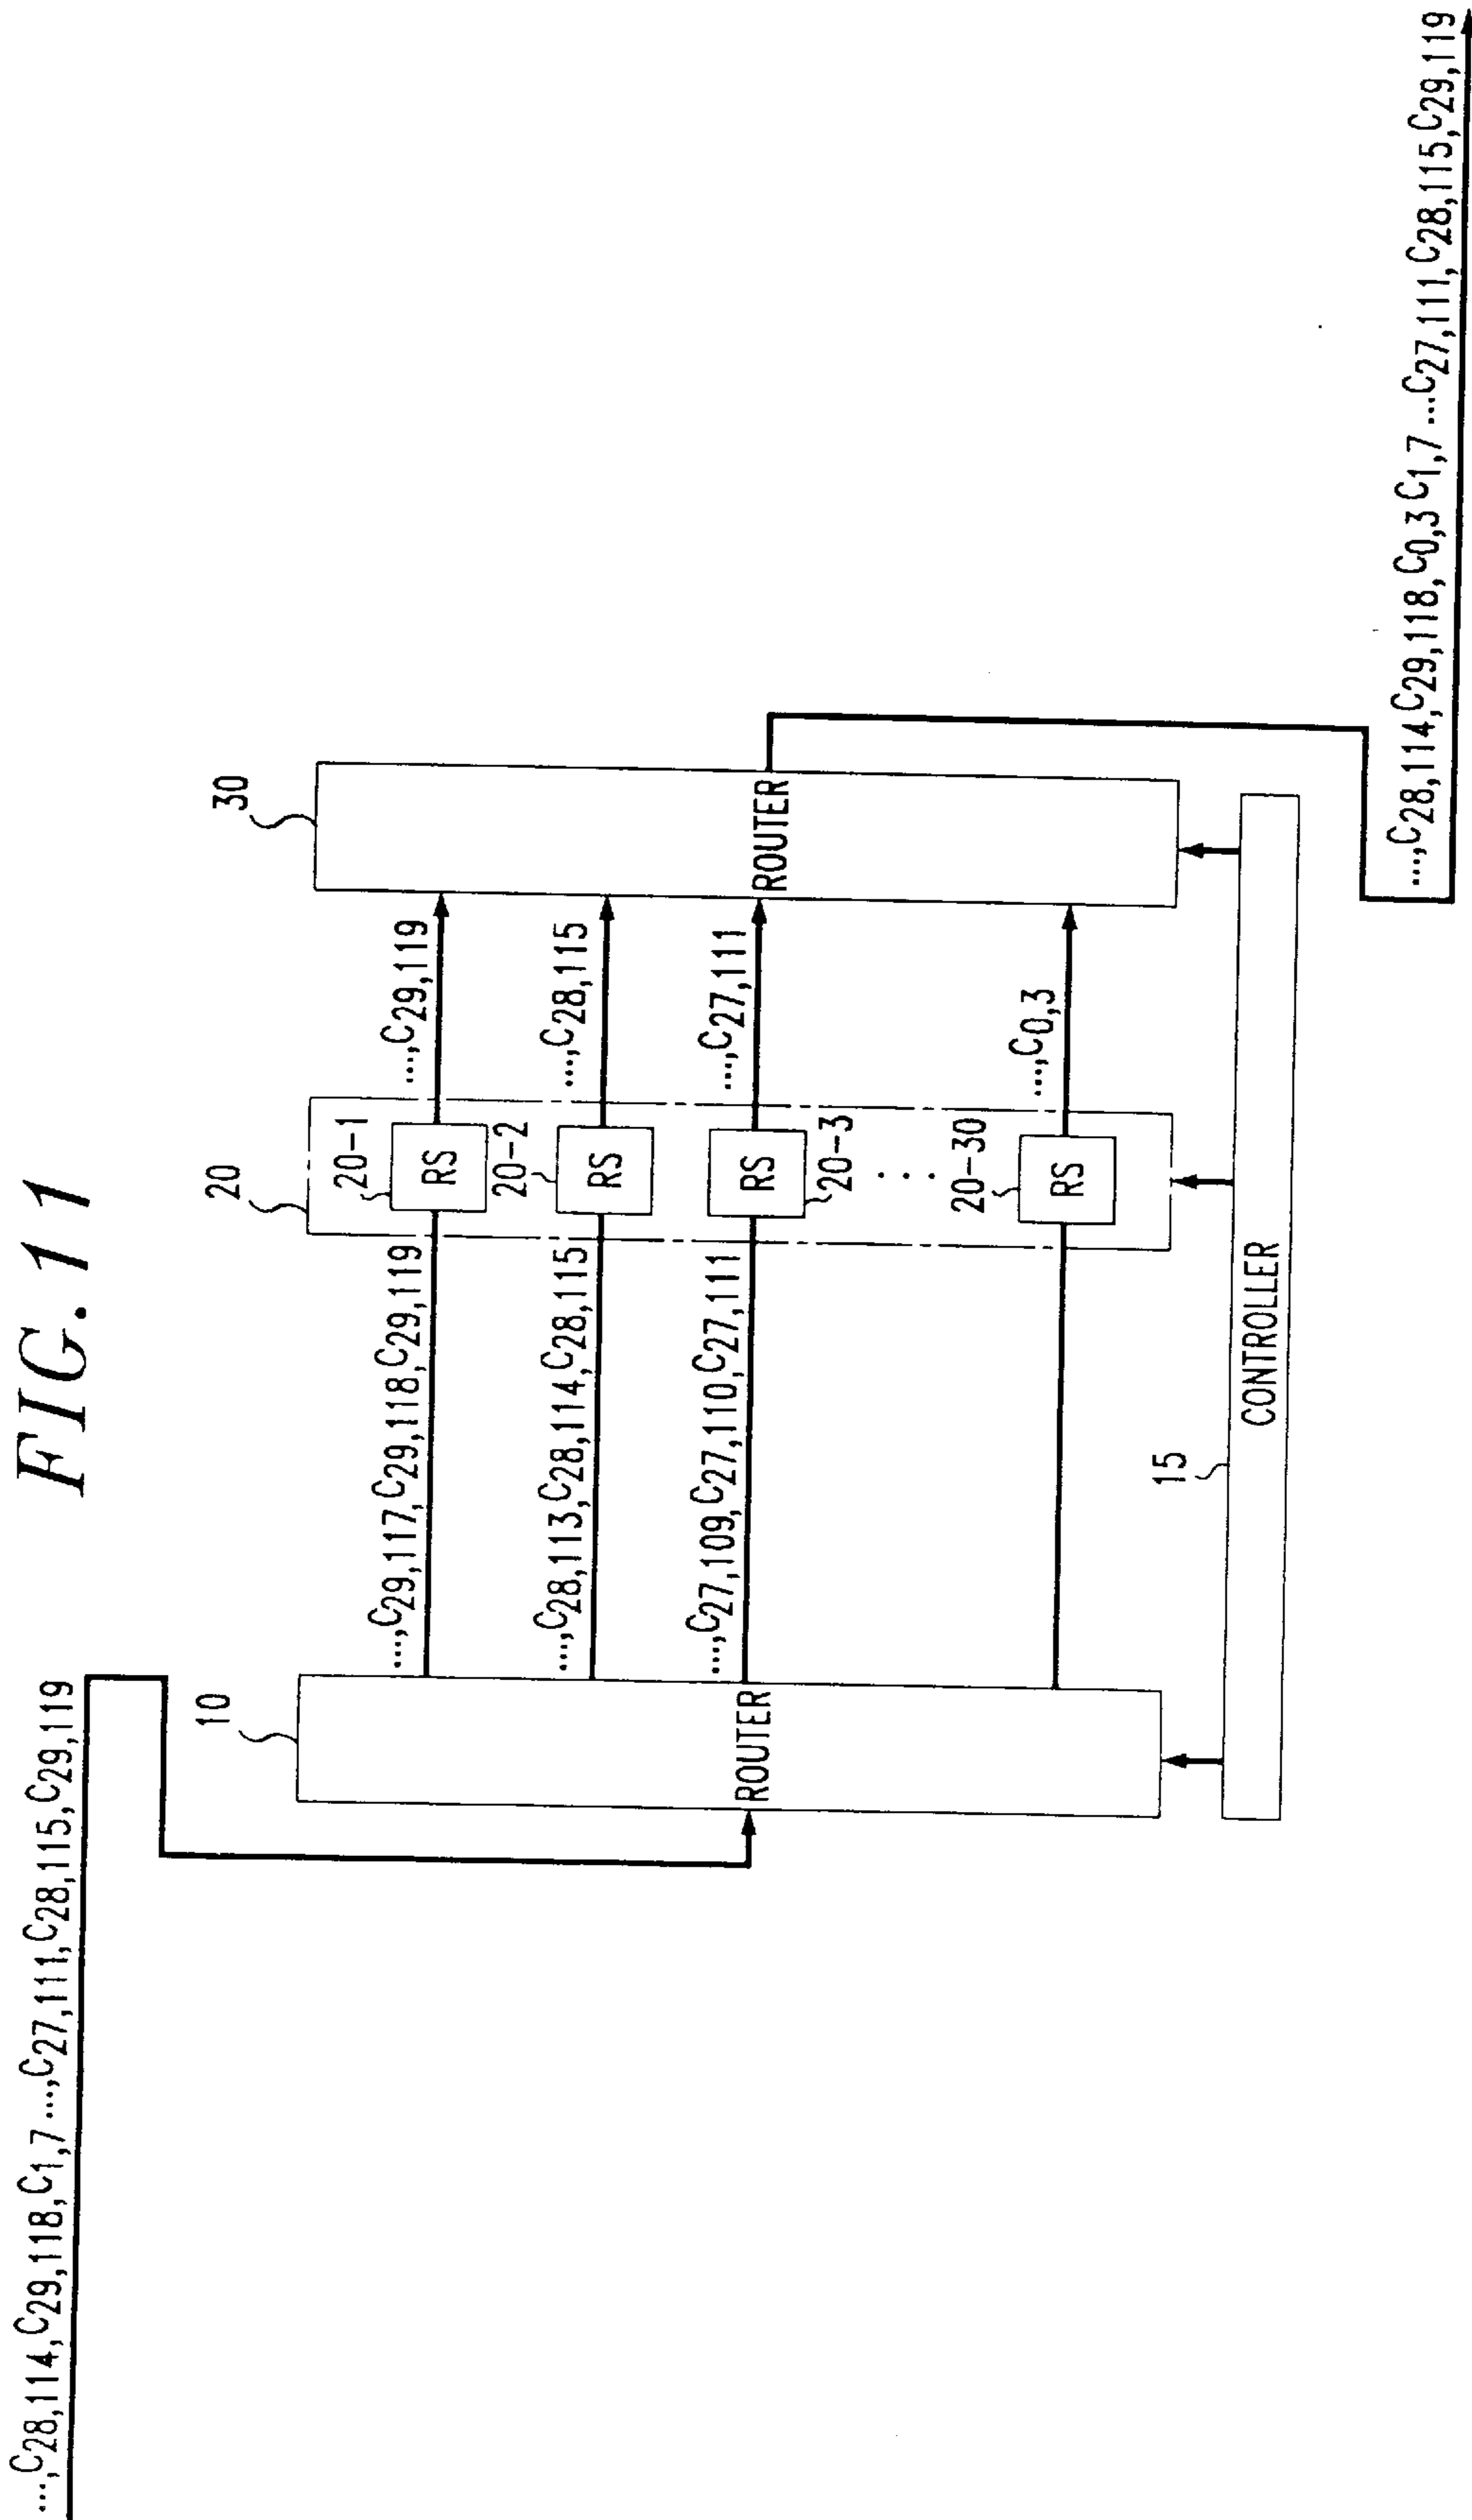 FIG. 11
...,C28,114,C29,118,C1,7 ...,C27,111,C28,115,C29,119
10
ROUTER
...,C29,117,C29,118,C29,119
...,C28,113,C28,114,C28,115
...,C27,109,C27,110,C27,111
20
20-1
RS
20-2
RS
RS
20-3
...
20-30
RS
...,C29,119
...,C28,115
...,C27,111
...,C0,3
30
ROUTER
15
CONTROLLER
...,C28,114,C29,118,C0,3 C1,7 ...C27,111,C28,115,C29,119